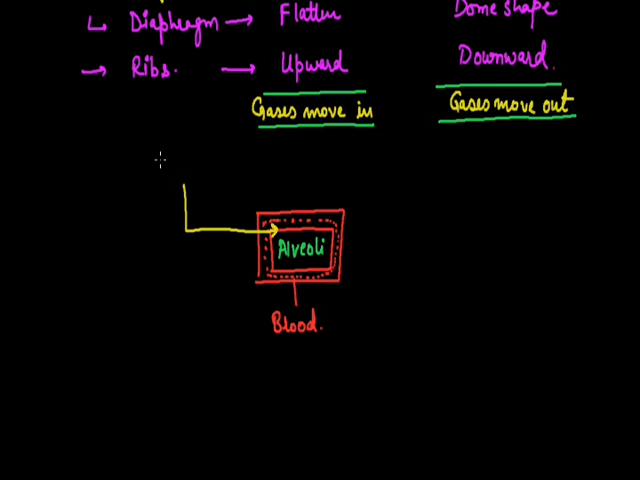 ↳ Diaphragm → Flatten Dome shape
→ Ribs. → Upward Downward.
Gases move in Gases move out
Alveoli
Blood.